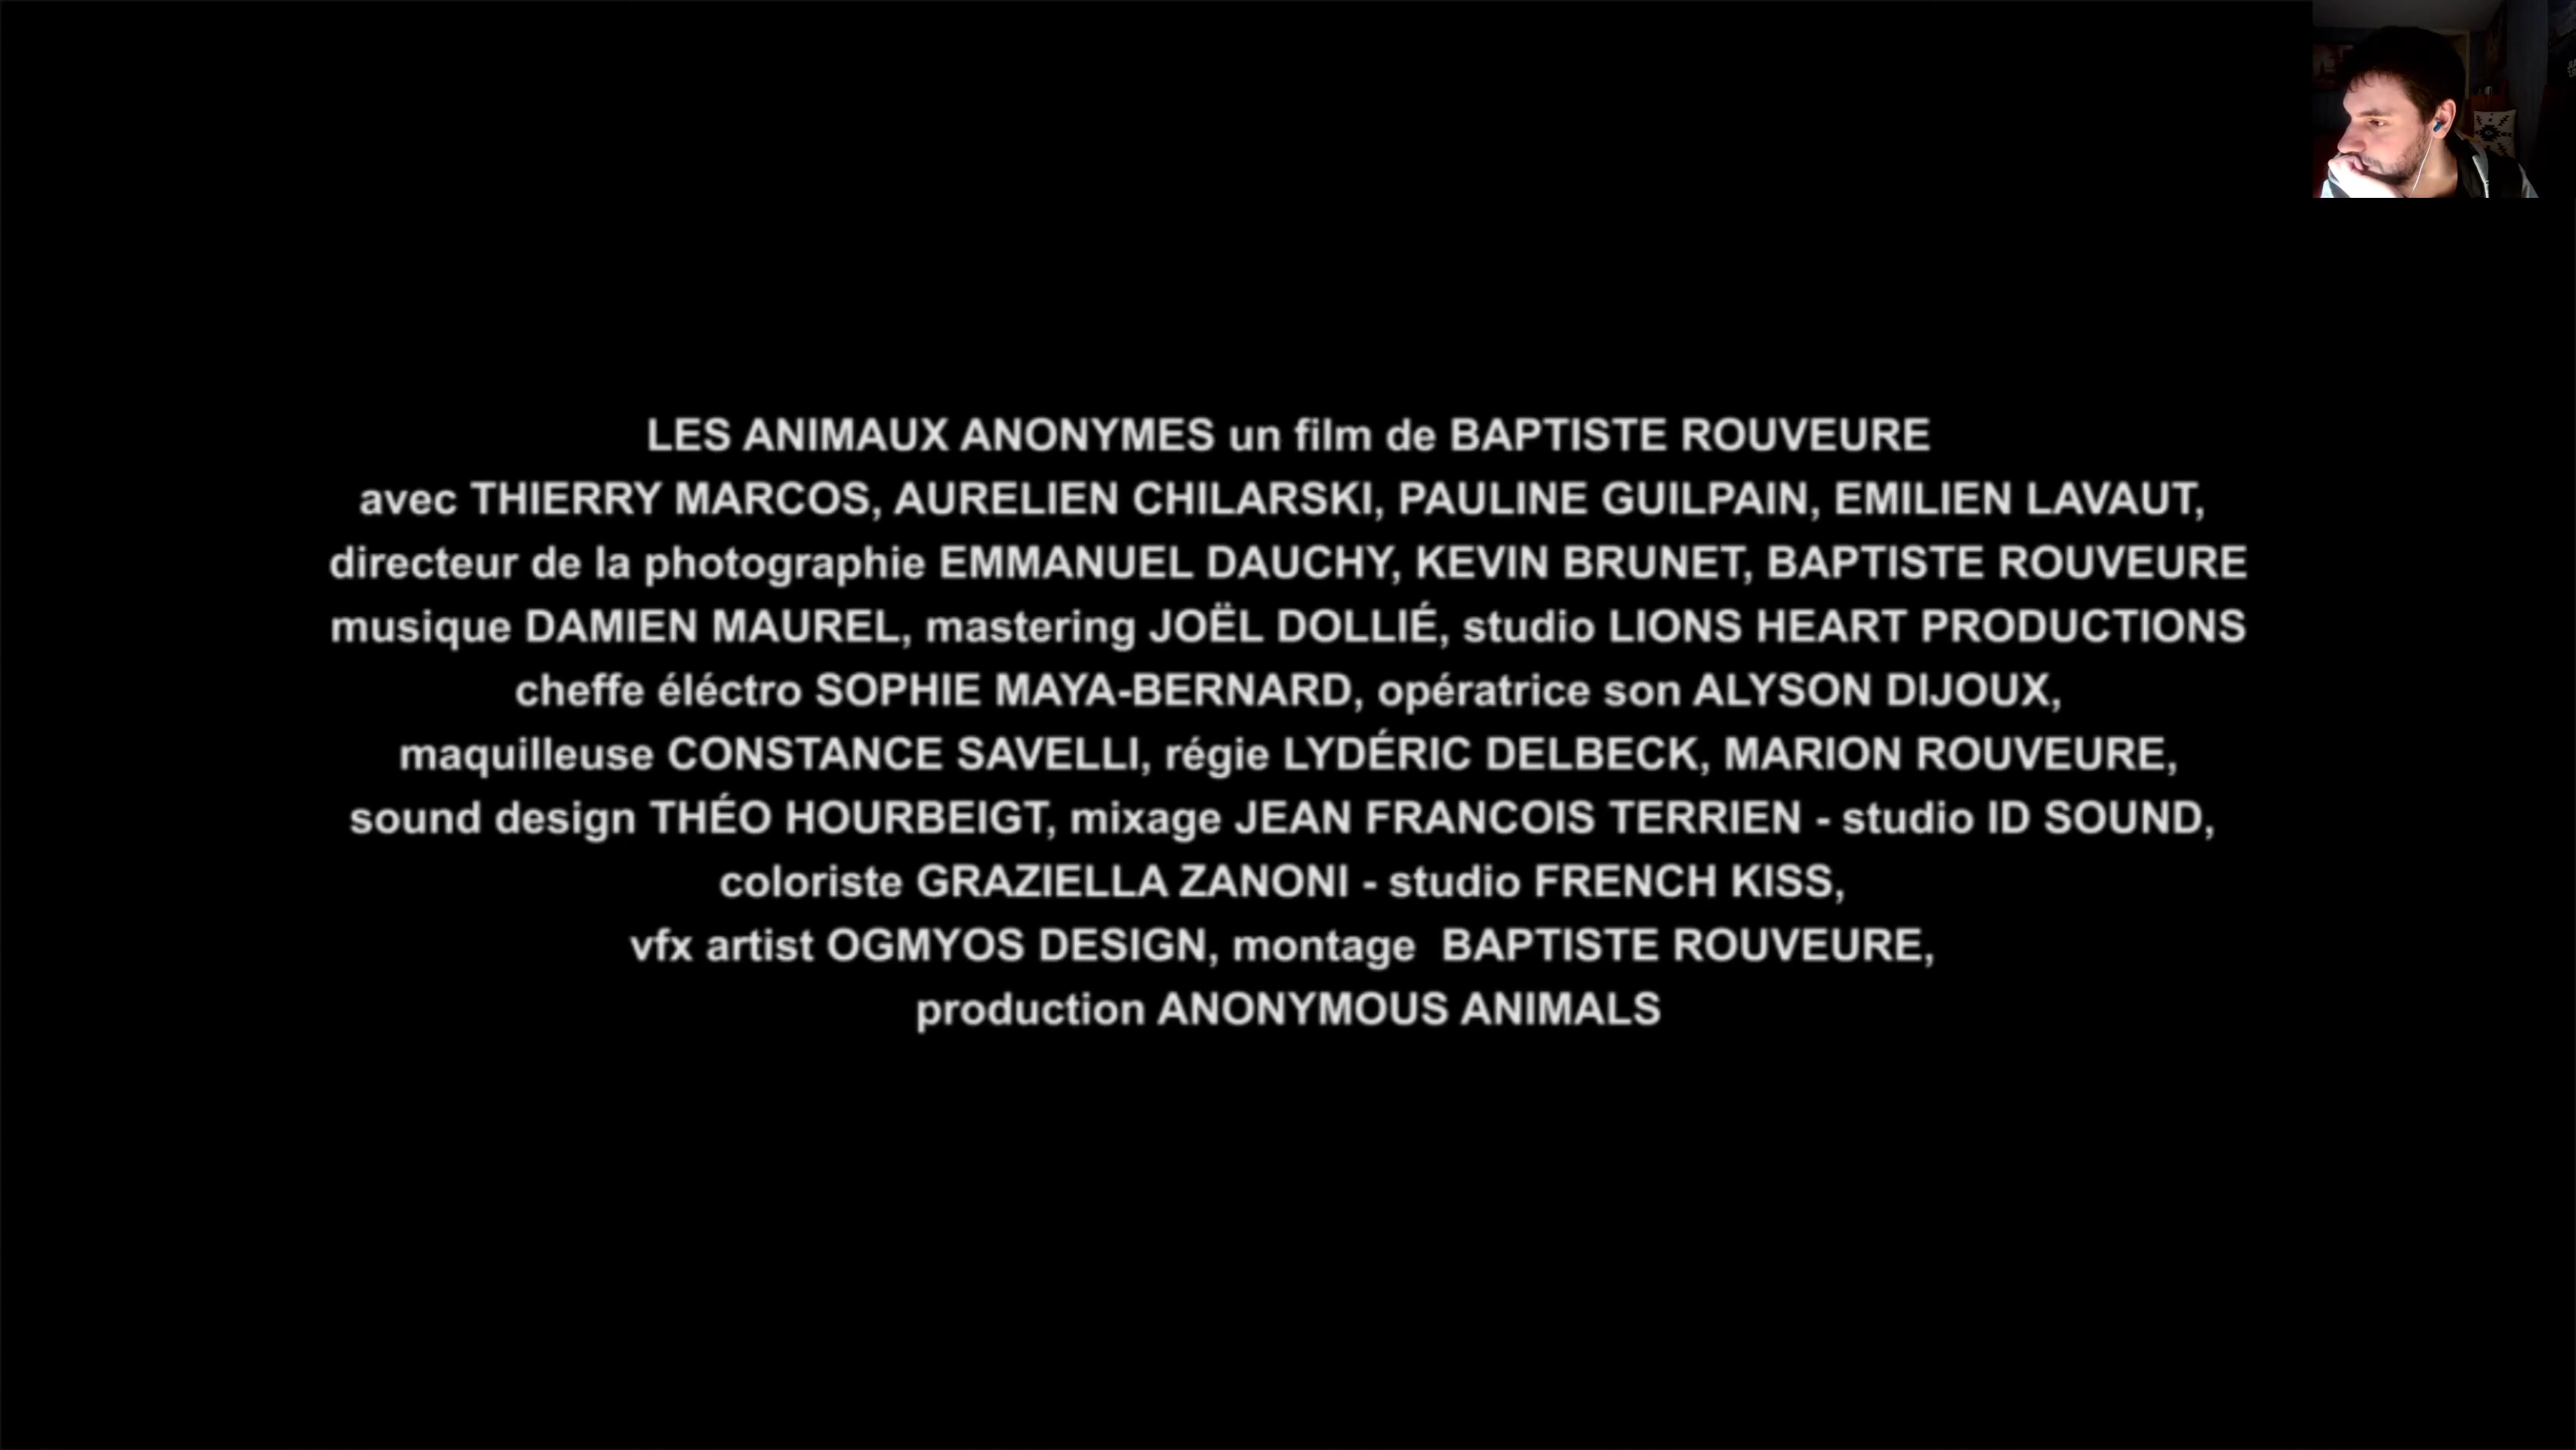 LES ANIMAUX ANONYMES un film de BAPTISTE ROUVEURE
avec THIERRY MARCOS, AURELIEN CHILARSKI, PAULINE GUILPAIN, EMILIEN LAVAUT,
directeur de la photographie EMMANUEL DAUCHY, KEVIN BRUNET, BAPTISTE ROUVEURE
musique DAMIEN MAUREL, mastering JOËL DOLLIÉ, studio LIONS HEART PRODUCTIONS
cheffe éléctro SOPHIE MAYA-BERNARD, opératrice son ALYSON DIJOUX,
maquilleuse CONSTANCE SAVELLI, régie LYDÉRIC DELBECK, MARION ROUVEURE,
sound design THÉO HOURBEIGT, mixage JEAN FRANCOIS TERRIEN - studio ID SOUND,
coloriste GRAZIELLA ZANONI - studio FRENCH KISS,
vfx artist OGMYOS DESIGN, montage  BAPTISTE ROUVEURE,
production ANONYMOUS ANIMALS